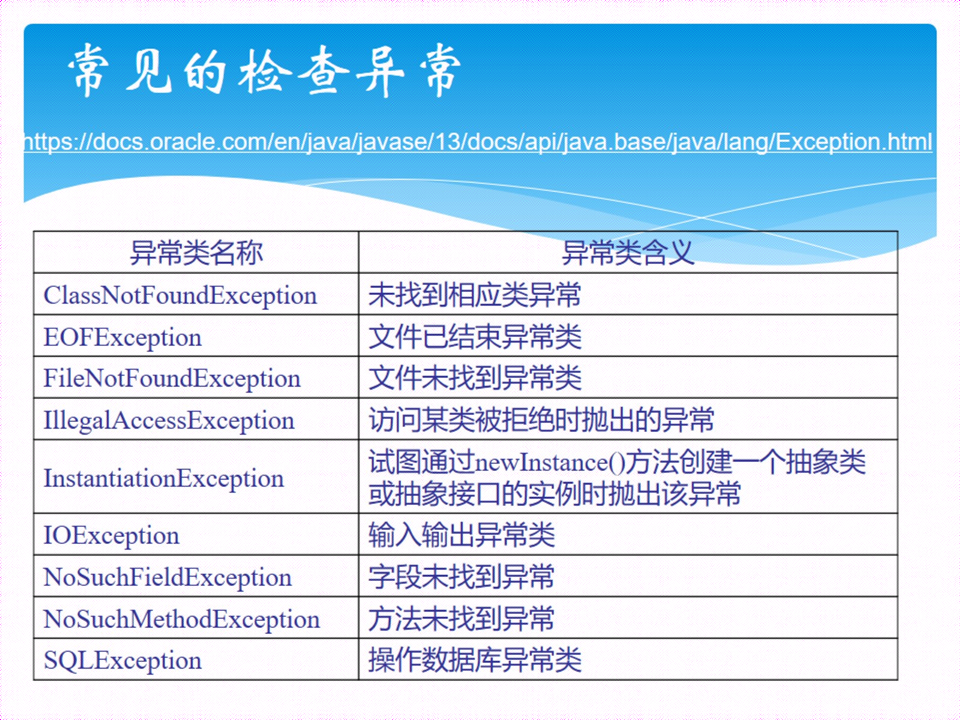 常见的检查异常
https://docs.oracle.com/en/java/javase/13/docs/api/java.base/java/lang/Exception.html
异常类名称 异常类含义
ClassNotFoundException 未找到相应类异常
EOFException 文件已结束异常类
FileNotFoundException 文件未找到异常类
IllegalAccessException 访问某类被拒绝时抛出的异常
InstantiationException 试图通过newInstance()方法创建一个抽象类
或抽象接口的实例时抛出该异常
IOException 输入输出异常类
NoSuchFieldException 字段未找到异常
NoSuchMethodException 方法未找到异常
SQLException 操作数据库异常类